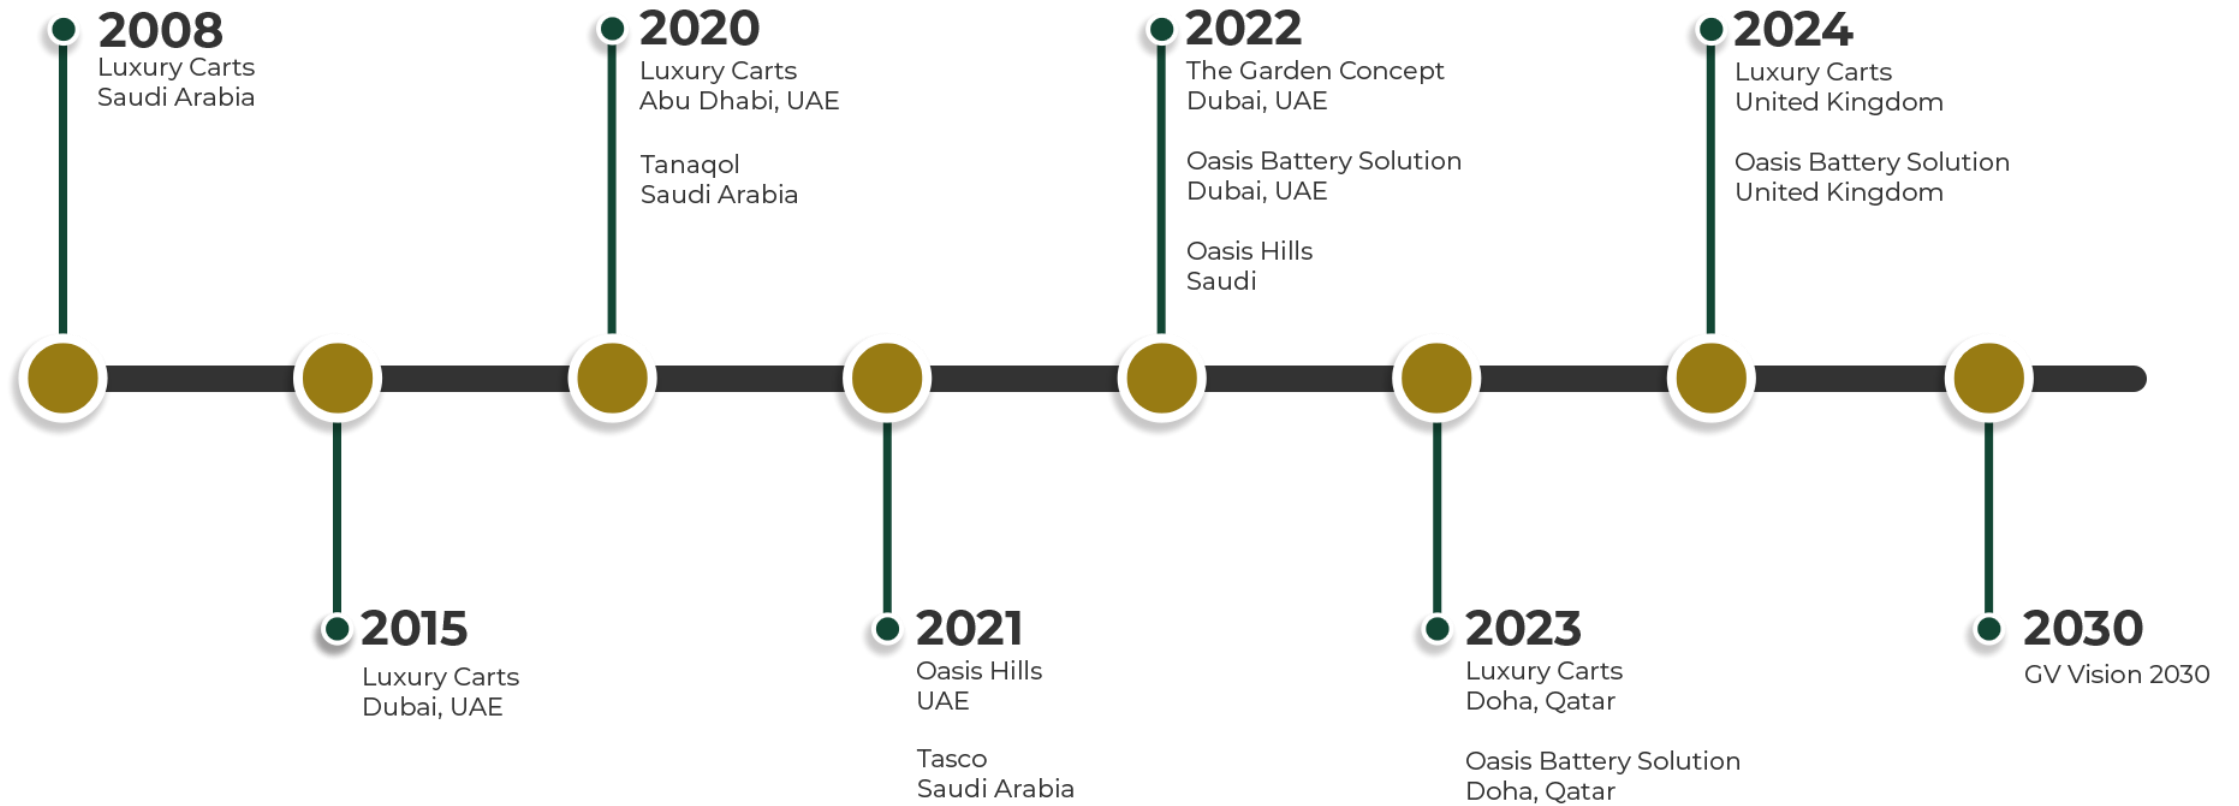 2008
Luxury Carts
Saudi Arabia
2015
Luxury Carts
Dubai, UAE
2020
Luxury Carts
Abu Dhabi, UAE
Tanaqol
Saudi Arabia
2021
Oasis Hills
UAE
Tasco
Saudi Arabia
2022
The Garden Concept
Dubai, UAE
Oasis Battery Solution
Dubai, UAE
Oasis Hills
Saudi
2023
Luxury Carts
Doha, Qatar
Oasis Battery Solution
Doha, Qatar
2024
Luxury Carts
United Kingdom
Oasis Battery Solution
United Kingdom
2030
GV Vision 2030